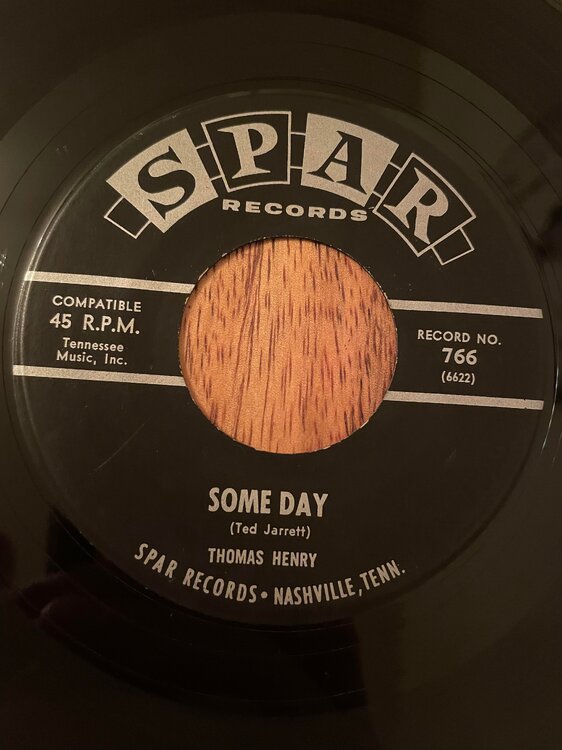 SPAR
RECORDS
COMPATIBLE
45 R.P.M.
Tennessee
Music, Inc.
RECORD NO.
766
(6622)
SOME DAY
(Ted Jarrett)
THOMAS HENRY
SPAR RECORDS • NASHVILLE, TENN.